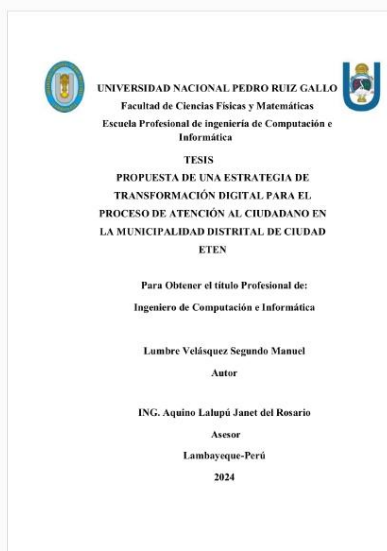 UNIVERSIDAD NACIONAL PEDRO RUIZ GALLO
Facultad de Ciencias Físicas y Matemáticas
Escuela Profesional de ingeniería de Computación e
Informática
TESIS
PROPUESTA DE UNA ESTRATEGIA DE
TRANSFORMACIÓN DIGITAL PARA EL
PROCESO DE ATENCIÓN AL CIUDADANO EN
LA MUNICIPALIDAD DISTRITAL DE CIUDAD
ETEN
Para Obtener el título Profesional de:
Ingeniero de Computación e Informática
Lumbre Velásquez Segundo Manuel
Autor
ING. Aquino Lalupú Janet del Rosario
Asesor
Lambayeque-Perú
2024